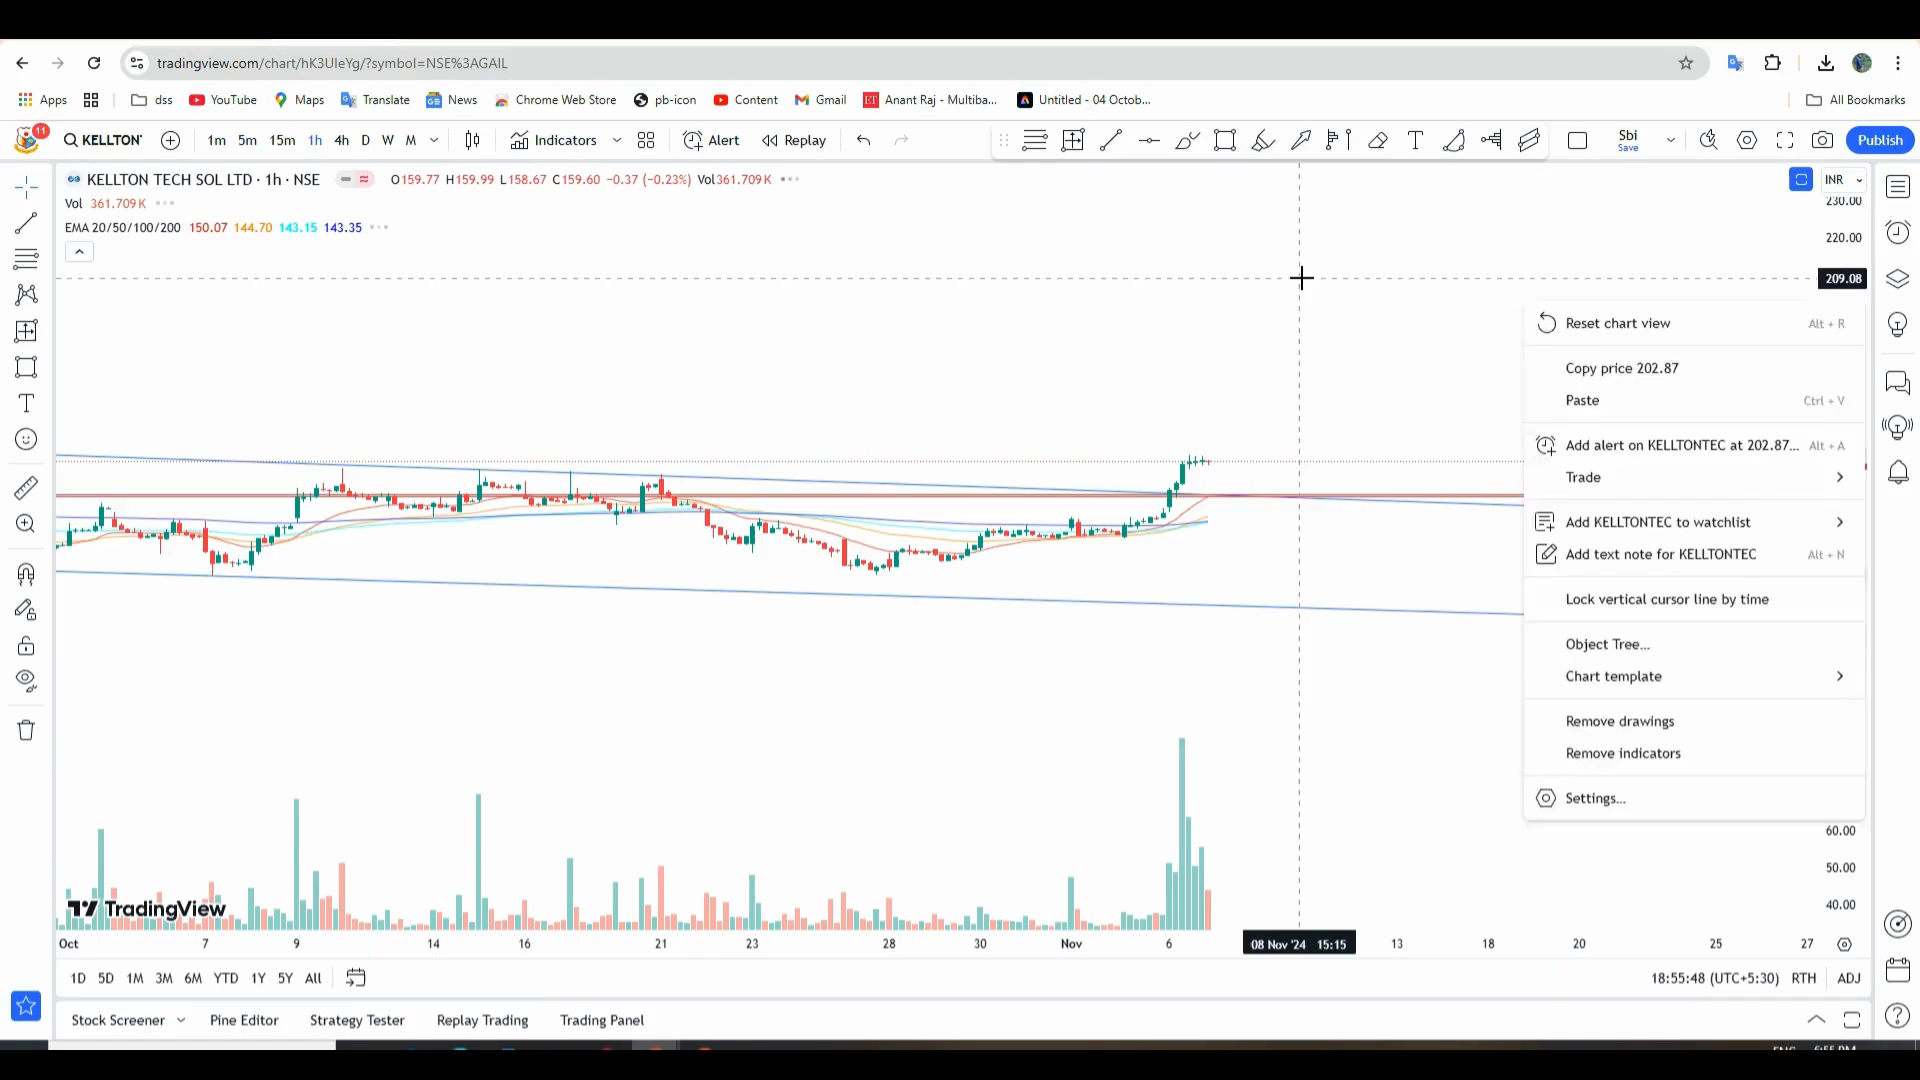 tradingview.com/chart/hK3UIeYg/?symbol=NSE%3AGAIL
Apps dss YouTube Maps Translate News Chrome Web Store pb-icon Content Gmail Anant Raj - Multiba... Untitled - 04 Octob... All Bookmarks
11 KELLTON 1m 5m 15m 1h 4h D W M Indicators Alert Replay Sbi Save Publish
KELLTON TECH SOL LTD · 1h · NSE O159.77 H159.99 L158.67 C159.60 −0.37 (−0.23%) Vol361.709K INR
Vol 361.709K
230.00
EMA 20/50/100/200 150.07 144.70 143.15 143.35
220.00
209.08
Reset chart view Alt + R
Copy price 202.87
Paste Ctrl + V
Add alert on KELLTONTEC at 202.87... Alt + A
Trade
Add KELLTONTEC to watchlist
Add text note for KELLTONTEC Alt + N
Lock vertical cursor line by time
Object Tree...
Chart template
Remove drawings
Remove indicators
Settings...
60.00
50.00
40.00
TradingView
Oct 7 9 14 16 21 23 28 30 Nov 6 08 Nov '24 15:15 13 18 20 25 27
1D 5D 1M 3M 6M YTD 1Y 5Y All 18:55:48 (UTC+5:30) RTH ADJ
Stock Screener Pine Editor Strategy Tester Replay Trading Trading Panel